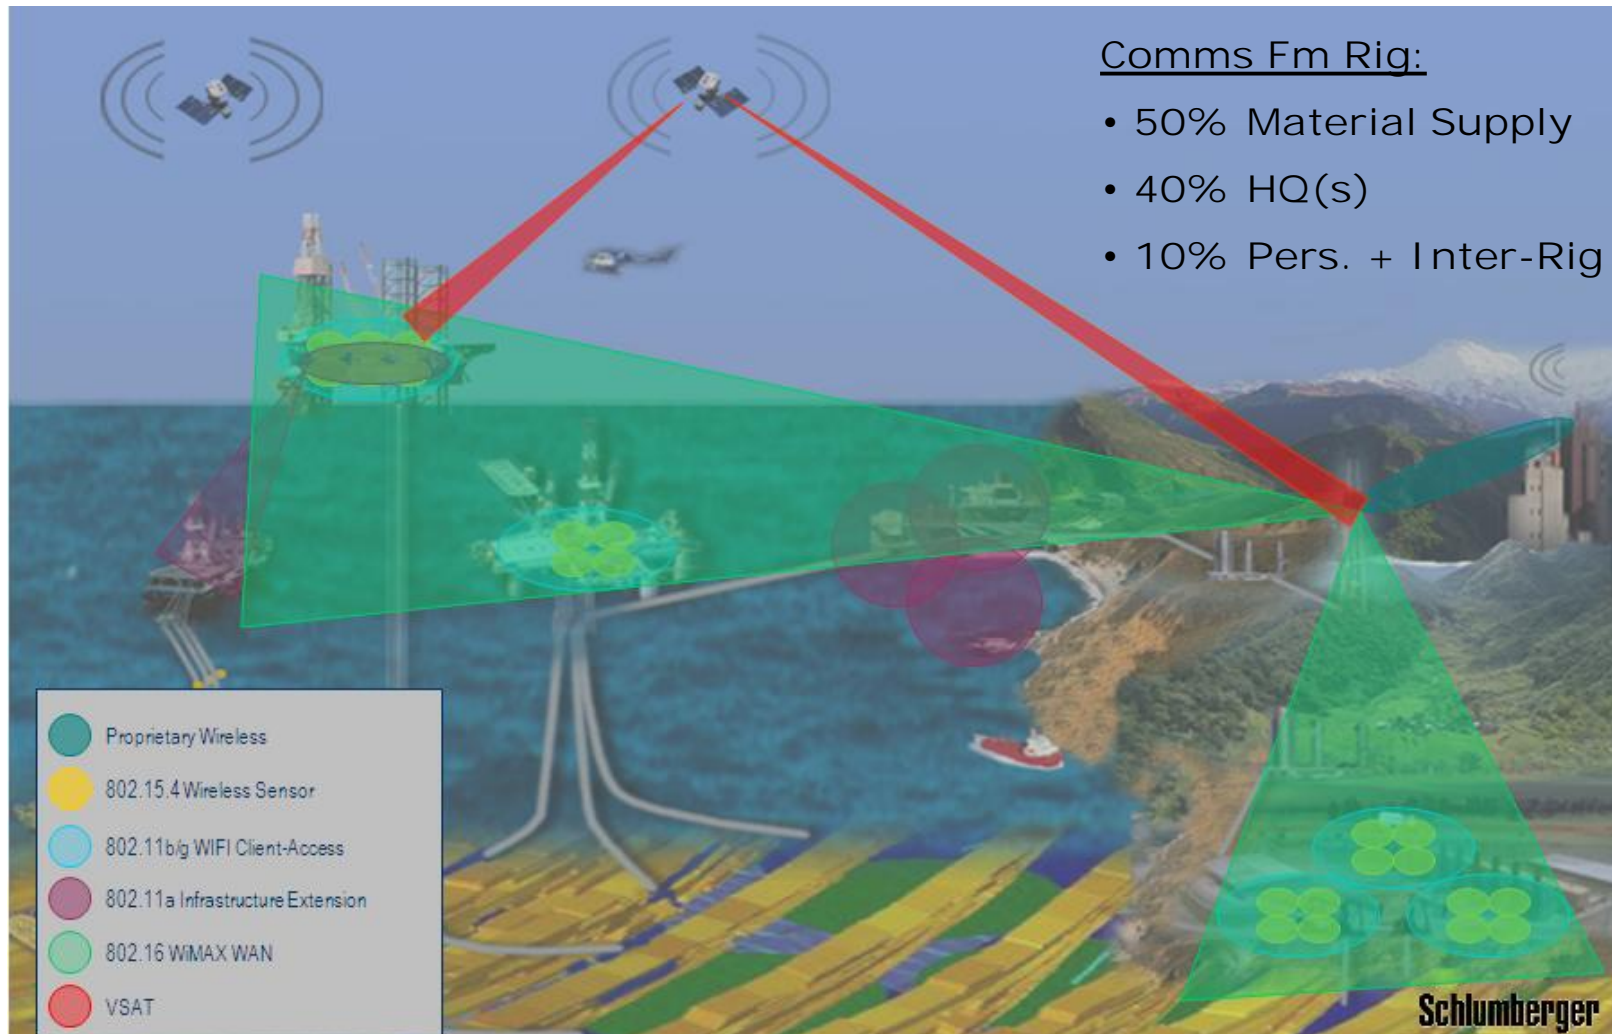 Comms Fm Rig:
• 50% Material Supply
• 40% HQ(s)
• 10% Pers. + Inter-Rig
Proprietary Wireless
802.15.4 Wireless Sensor
802.11b/g WIFI Client-Access
802.11a Infrastructure Extension
802.16 WiMAX WAN
VSAT
Schlumberger